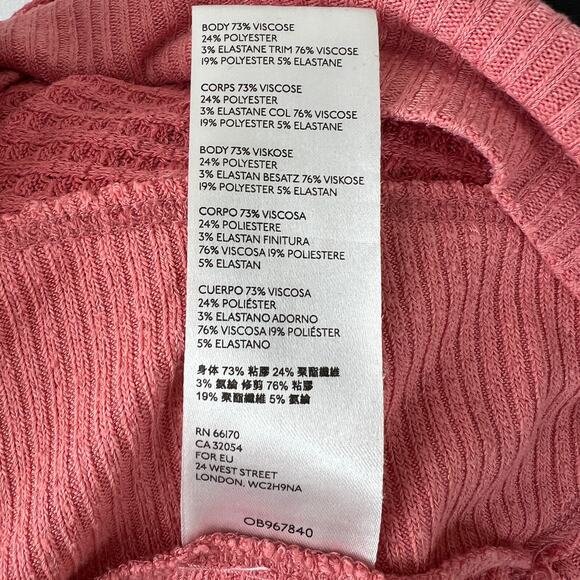 BODY 73% VISCOSE
24% POLYESTER
3% ELASTANE TRIM 76% VISCOSE
19% POLYESTER 5% ELASTANE
CORPS 73% VISCOSE
24% POLYESTER
3% ELASTANE COL 76% VISCOSE
19% POLYESTER 5% ELASTANE
BODY 73% VISKOSE
24% POLYESTER
3% ELASTAN BESATZ 76% VISKOSE
19% POLYESTER 5% ELASTAN
CORPO 73% VISCOSA
24% POLIESTERE
3% ELASTAN FINITURA
76% VISCOSA 19% POLIESTERE
5% ELASTAN
CUERPO 73% VISCOSA
24% POLIÉSTER
3% ELASTANO ADORNO
76% VISCOSA 19% POLIÉSTER
5% ELASTANO
身体 73% 粘膠 24% 聚酯纖維
3% 氨綸 修剪 76% 粘膠
19% 聚酯纖維 5% 氨綸
RN 66170
CA 32054
FOR EU
24 WEST STREET
LONDON, WC2H9NA
OB967840